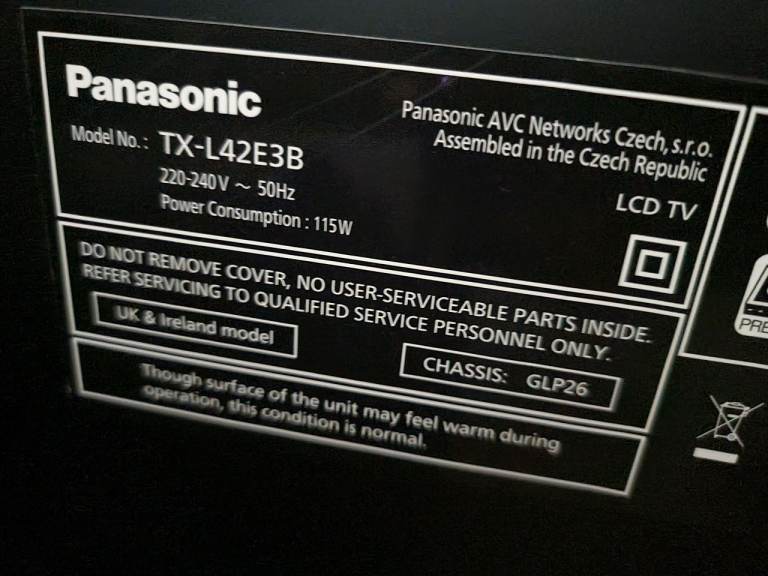 Panasonic
Model No.: TX-L42E3B
220-240V ~ 50Hz
Power Consumption : 115W
Panasonic AVC Networks Czech, s.r.o.
Assembled in the Czech Republic
LCD TV
DO NOT REMOVE COVER, NO USER-SERVICEABLE PARTS INSIDE.
REFER SERVICING TO QUALIFIED SERVICE PERSONNEL ONLY.
UK & Ireland model
CHASSIS: GLP26
Though surface of the unit may feel warm during
operation, this condition is normal.